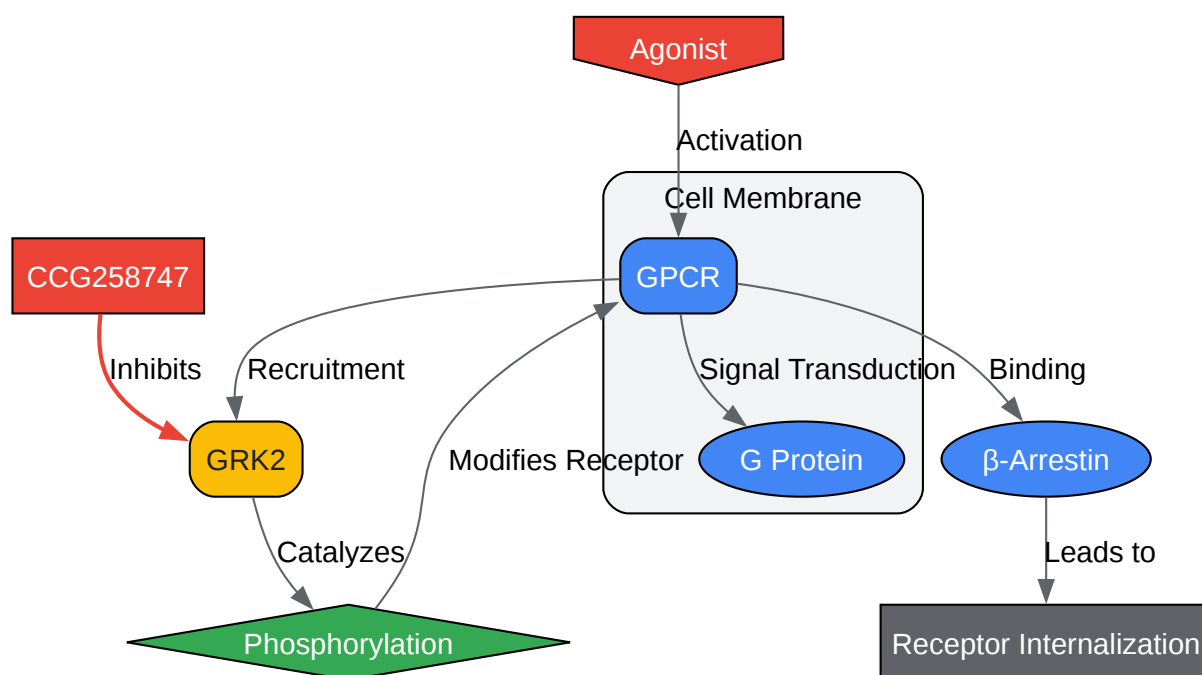 Agonist
Activation
Cell Membrane
CCG258747
GPCR
Inhibits
Recruitment
Signal Transduction
Binding
GRK2
Modifies Receptor
G Protein
β-Arrestin
Catalyzes
Leads to
Phosphorylation
Receptor Internalization